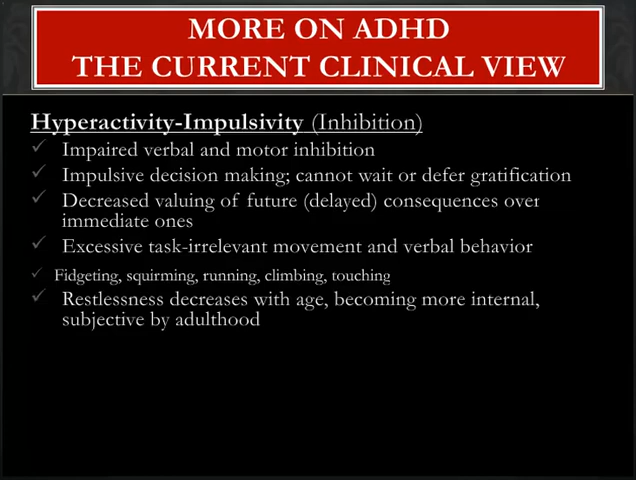 MORE ON ADHD
THE CURRENT CLINICAL VIEW
Hyperactivity-Impulsivity (Inhibition)
✓ Impaired verbal and motor inhibition
✓ Impulsive decision making; cannot wait or defer gratification
✓ Decreased valuing of future (delayed) consequences over
immediate ones
✓ Excessive task-irrelevant movement and verbal behavior
✓ Fidgeting, squirming, running, climbing, touching
✓ Restlessness decreases with age, becoming more internal,
subjective by adulthood